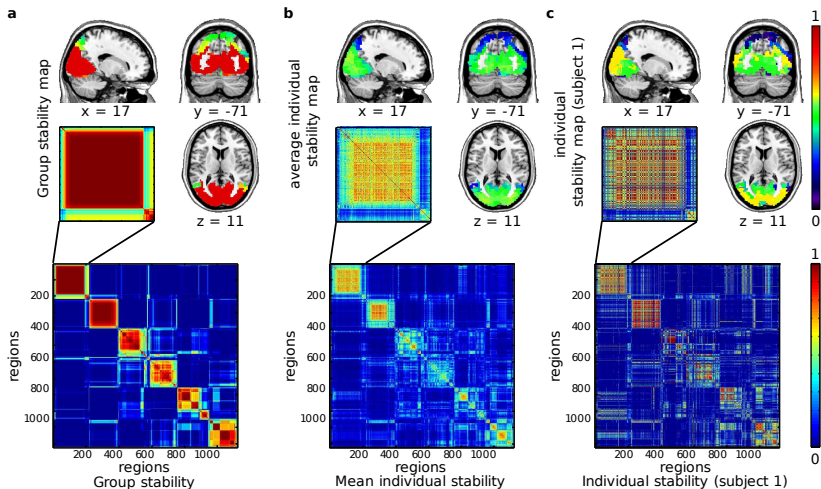 a
Group stability map
x = 17
y = -71
z = 11
regions
200
400
600
800
1000
200 400 600 800 1000
regions
Group stability
b
average individual
stability map
x = 17
y = -71
z = 11
200
400
600
800
1000
200 400 600 800 1000
regions
Mean individual stability
c
individual
stability map (subject 1)
x = 17
y = -71
z = 11
1
0
regions
200
400
600
800
1000
200 400 600 800 1000
regions
Individual stability (subject 1)
1
0